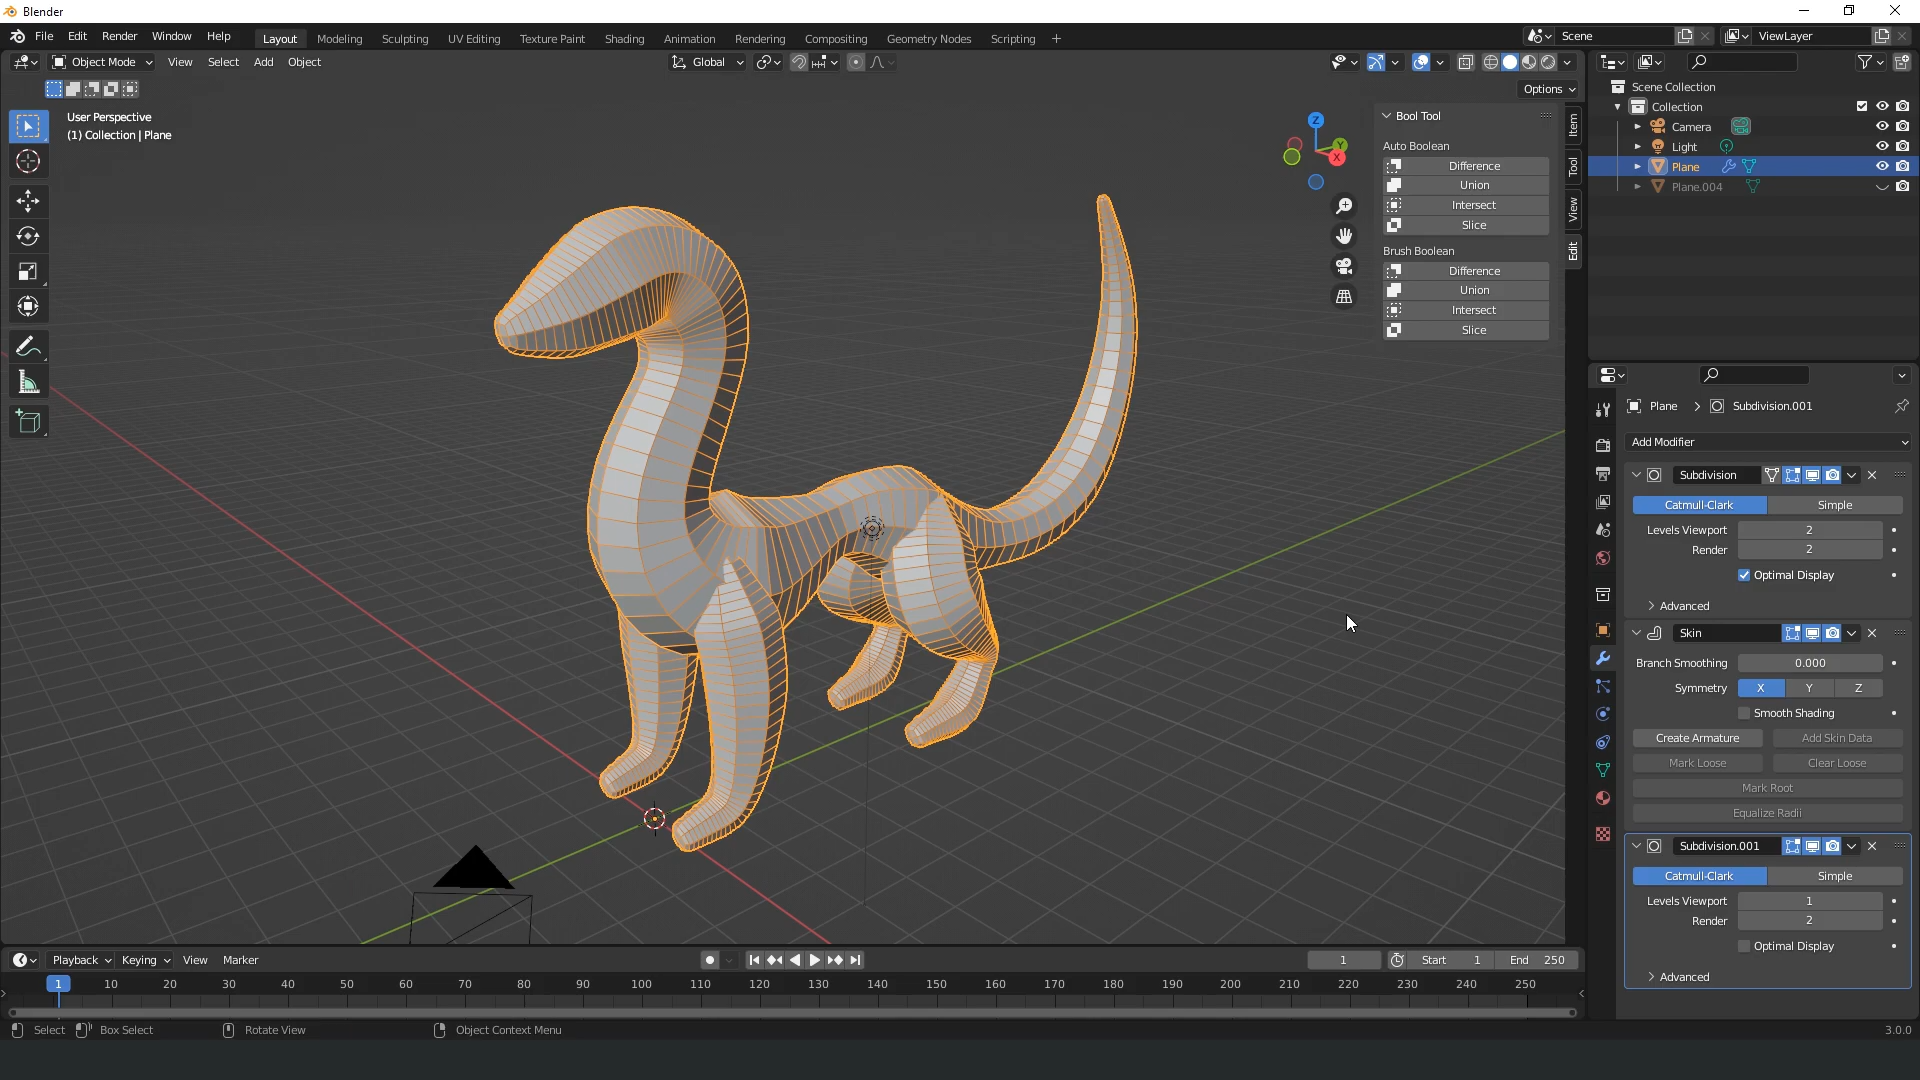 Blender
File Edit Render Window Help Layout Modeling Sculpting UV Editing Texture Paint Shading Animation Rendering Compositing Geometry Nodes Scripting + Scene ViewLayer
Object Mode View Select Add Object Global
Options
User Perspective
(1) Collection | Plane
Z
Y
X
Bool Tool
Auto Boolean
Difference
Union
Intersect
Slice
Brush Boolean
Difference
Union
Intersect
Slice
Item
Tool
View
Edit
Scene Collection
Collection
Camera
Light
Plane
Plane.004
Plane > Subdivision.001
Add Modifier
Subdivision
Catmull-Clark Simple
Levels Viewport 2
Render 2
Optimal Display
Advanced
Skin
Branch Smoothing 0.000
Symmetry X Y Z
Smooth Shading
Create Armature Add Skin Data
Mark Loose Clear Loose
Mark Root
Equalize Radii
Subdivision.001
Catmull-Clark Simple
Levels Viewport 1
Render 2
Optimal Display
Advanced
Playback Keying View Marker 1 Start 1 End 250
1 10 20 30 40 50 60 70 80 90 100 110 120 130 140 150 160 170 180 190 200 210 220 230 240 250
Select Box Select Rotate View Object Context Menu 3.0.0